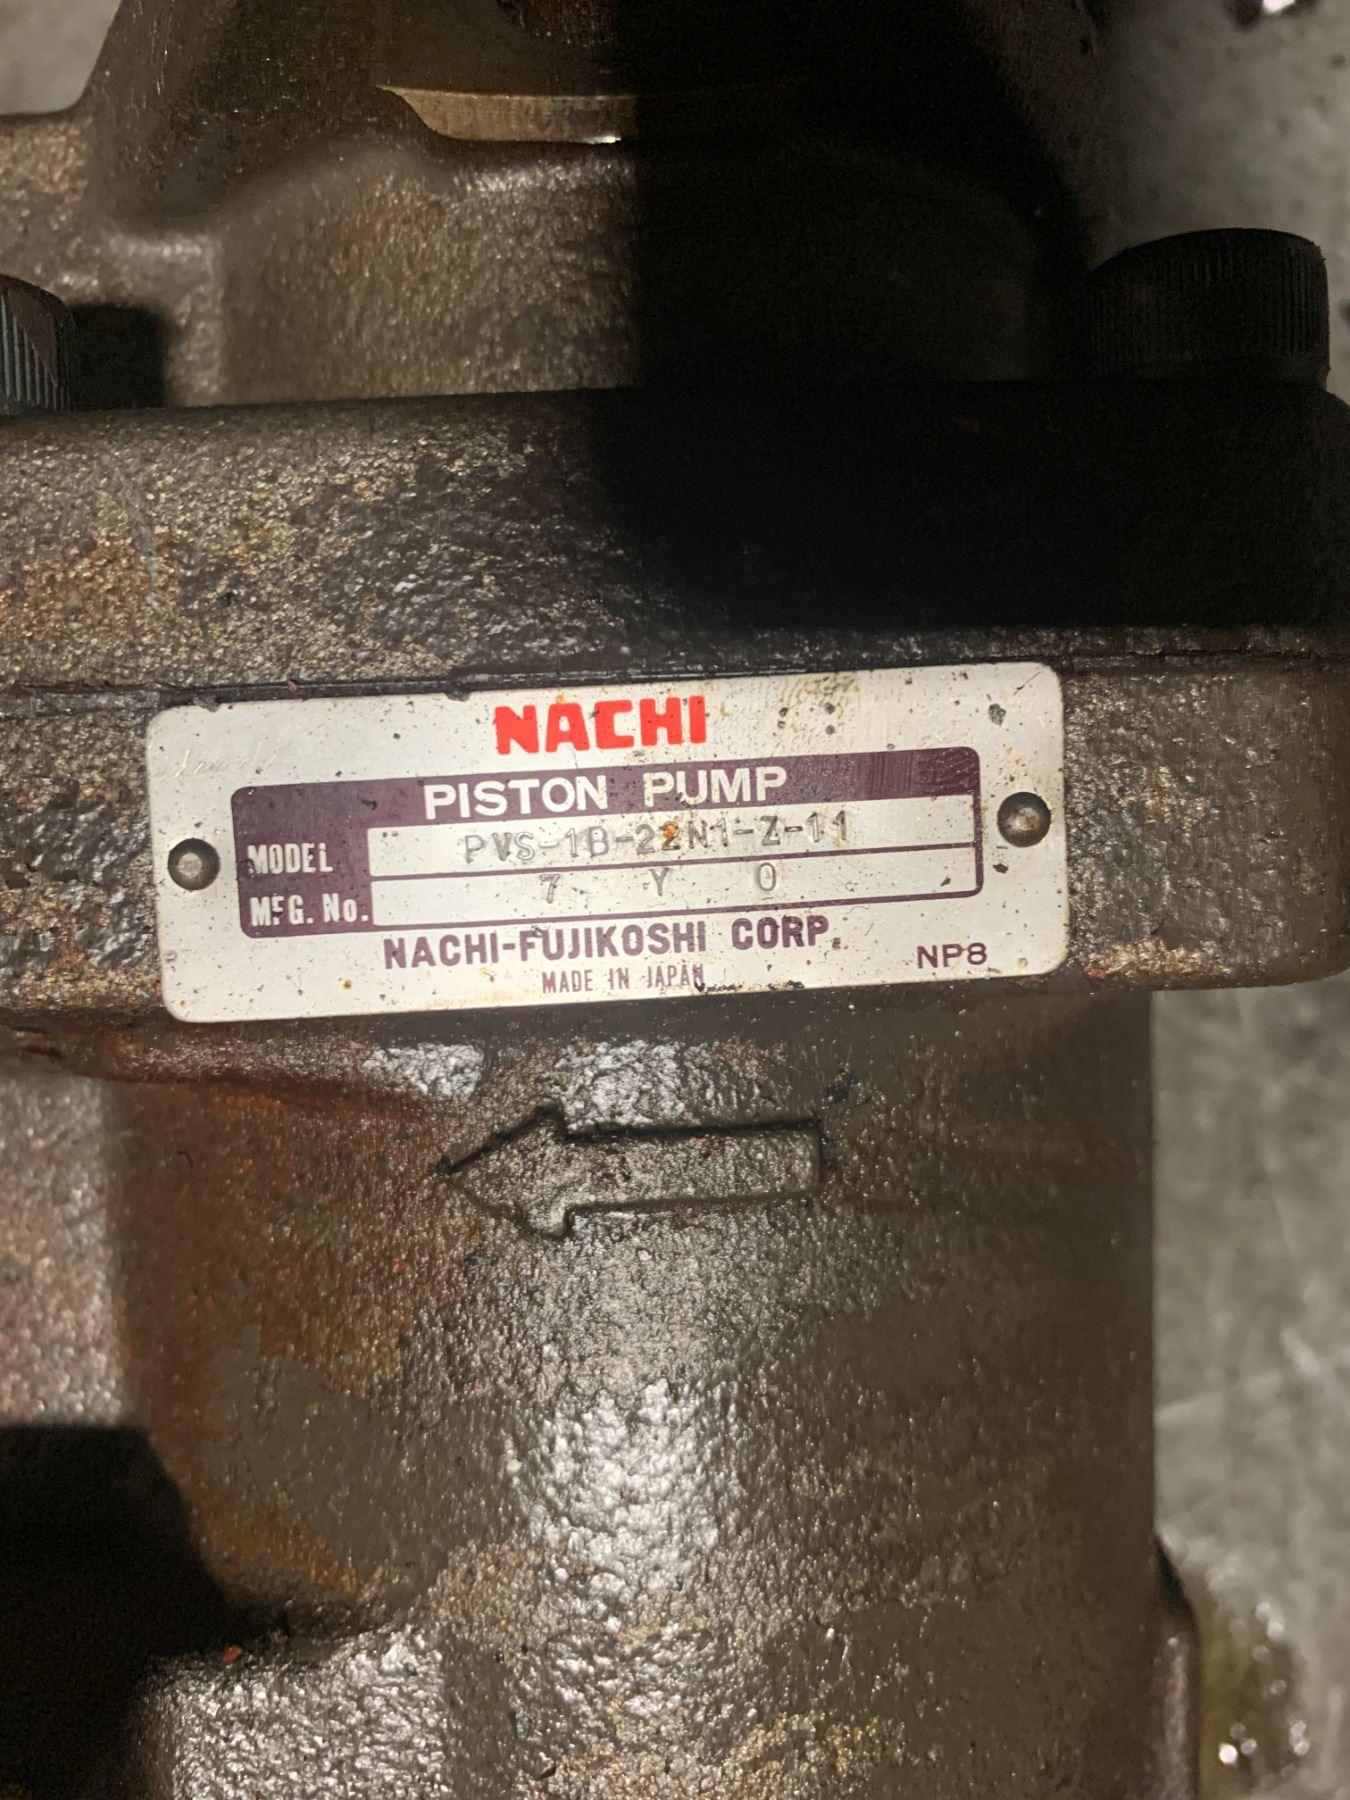 NACHI
PISTON PUMP
MODEL PVS-1B-22N1-Z-11
MFG. No. 7 Y 0
NACHI-FUJIKOSHI CORP.
MADE IN JAPAN
NP8